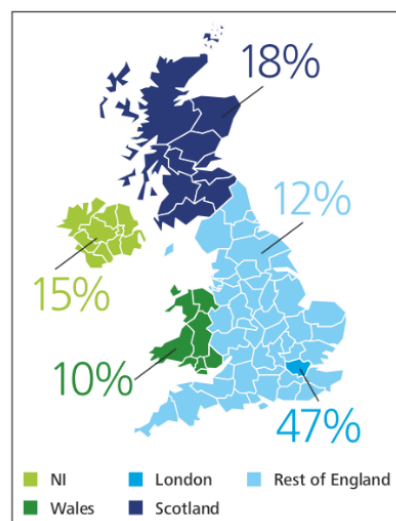 18%
12%
15%
10%
47%
NI
London
Rest of England
Wales
Scotland